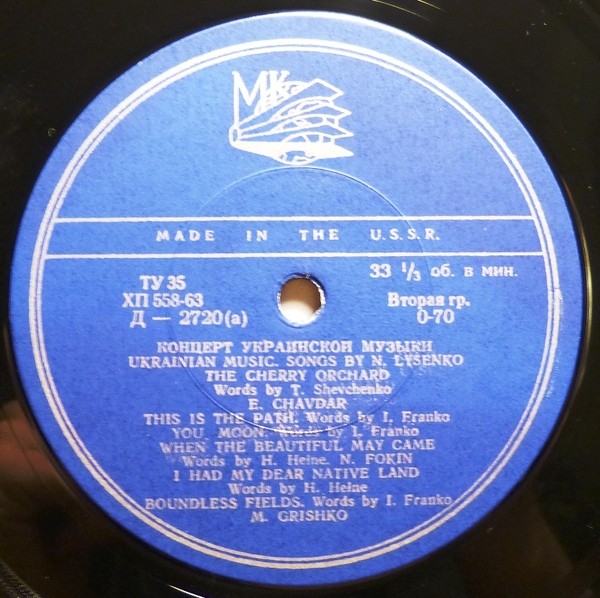 МК
MADE IN THE U.S.S.R.
ТУ 35
ХП 558-63
Д — 2720(а)
33 ⅓ об. в мин.
Вторая гр.
0-70
КОНЦЕРТ УКРАИНСКОЙ МУЗЫКИ
UKRAINIAN MUSIC. SONGS BY N. LYSENKO
THE CHERRY ORCHARD
Words by T. Shevchenko
E. CHAVDAR
THIS IS THE PATH. Words by I. Franko
YOU, MOON. Words by I. Franko
WHEN THE BEAUTIFUL MAY CAME
Words by H. Heine. N. FOKIN
I HAD MY DEAR NATIVE LAND
Words by H. Heine
BOUNDLESS FIELDS. Words by I. Franko
M. GRISHKO